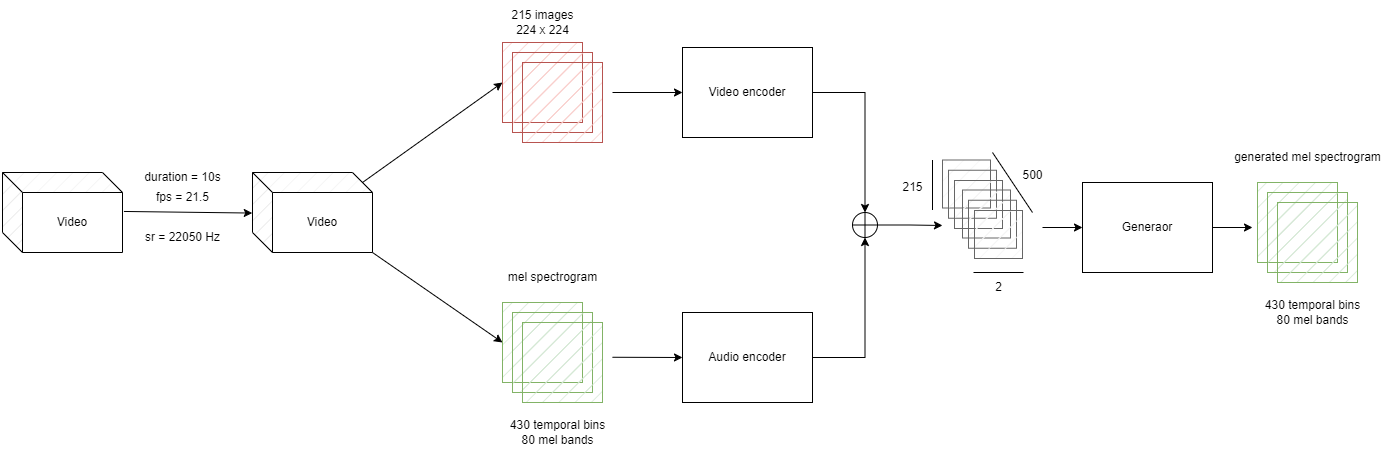 215 images
224 x 224
Video encoder
duration = 10s
fps = 21.5
sr = 22050 Hz
Video
Video
mel spectrogram
Audio encoder
430 temporal bins
80 mel bands
215
500
2
Generaor
generated mel spectrogram
430 temporal bins
80 mel bands